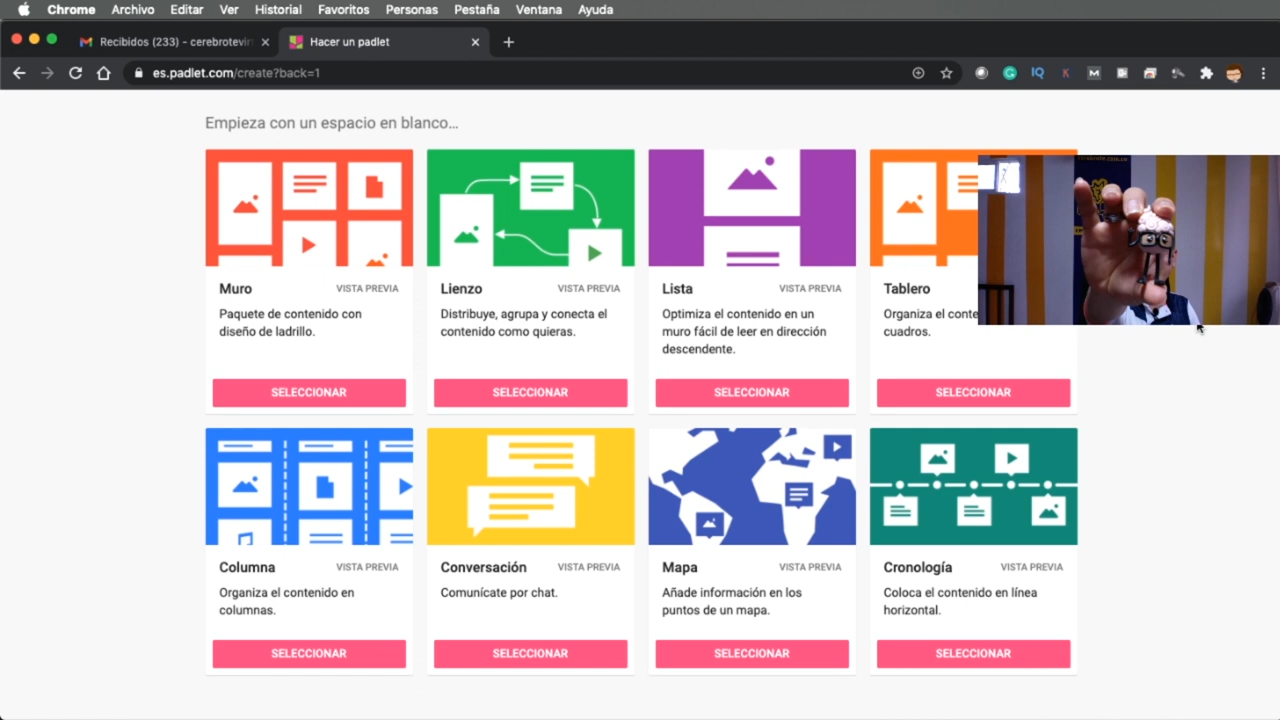 Chrome Archivo Editar Ver Historial Favoritos Personas Pestaña Ventana Ayuda
Recibidos (233) - cerebrotevir
Hacer un padlet
es.padlet.com/create?back=1
IQ
Empieza con un espacio en blanco...
Muro VISTA PREVIA
Paquete de contenido con
diseño de ladrillo.
SELECCIONAR
Lienzo VISTA PREVIA
Distribuye, agrupa y conecta el
contenido como quieras.
SELECCIONAR
Lista VISTA PREVIA
Optimiza el contenido en un
muro fácil de leer en dirección
descendente.
SELECCIONAR
Tablero
Organiza el conte
cuadros.
SELECCIONAR
Columna VISTA PREVIA
Organiza el contenido en
columnas.
SELECCIONAR
Conversación VISTA PREVIA
Comunícate por chat.
SELECCIONAR
Mapa VISTA PREVIA
Añade información en los
puntos de un mapa.
SELECCIONAR
Cronología VISTA PREVIA
Coloca el contenido en línea
horizontal.
SELECCIONAR